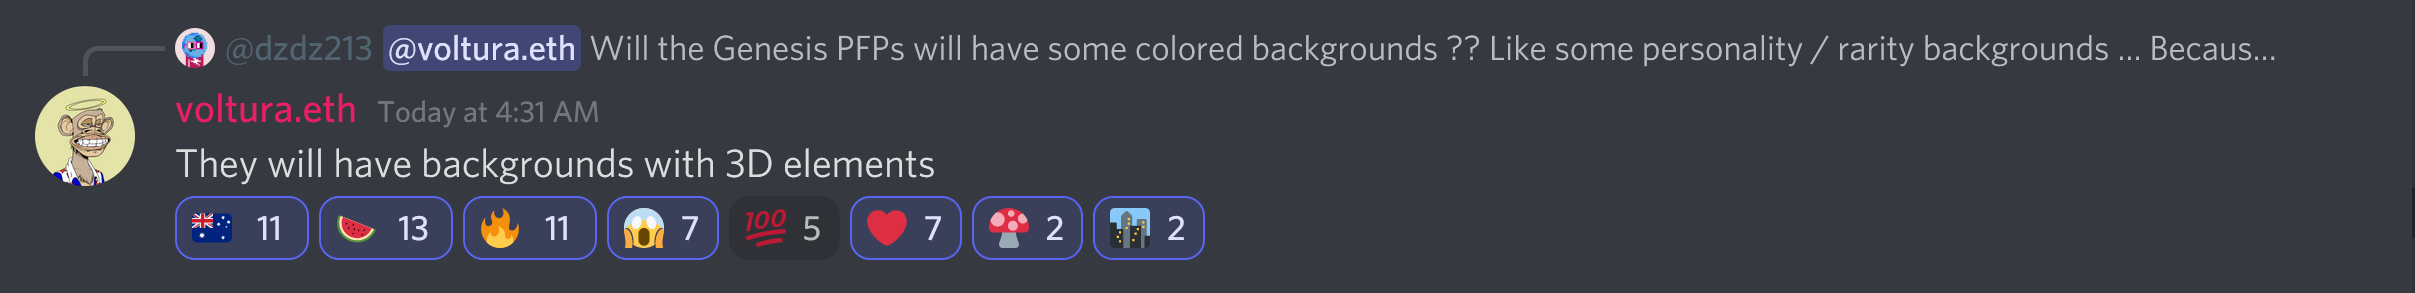 @dzdz213 @voltura.eth Will the Genesis PFPs will have some colored backgrounds ?? Like some personality / rarity backgrounds ... Becaus...
voltura.eth Today at 4:31 AM
They will have backgrounds with 3D elements
11 13 11 7 💯 5 7 2 2